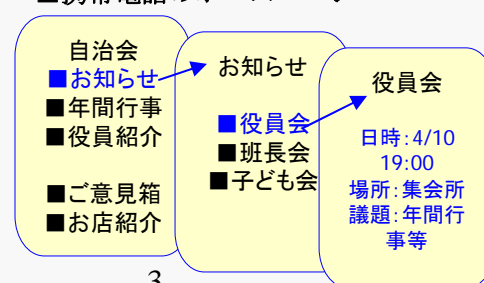 自治会
■お知らせ
■年間行事
■役員紹介
■ご意見箱
■お店紹介
お知らせ
■役員会
■班長会
■子ども会
役員会
日時:4/10
19:00
場所:集会所
議題:年間行
事等